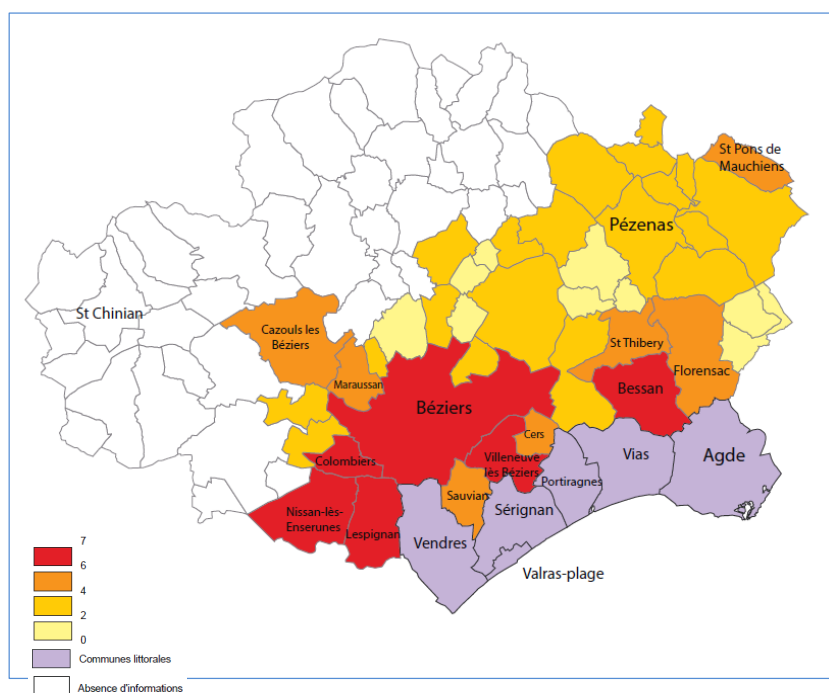 St Pons de
Mauchiens
Pézenas
St Chinian
Cazouls les
Béziers
St Thibery
Florensac
Maraussan
Bessan
Béziers
Cers
Agde
Vias
Villeneuve
lès Béziers
Colombiers
Portiragnes
Sauvian
Sérignan
Nissan-lès-
Enserunes
Lespignan
Vendres
Valras-plage
7
6
4
2
0
Communes littorales
Absence d'informations